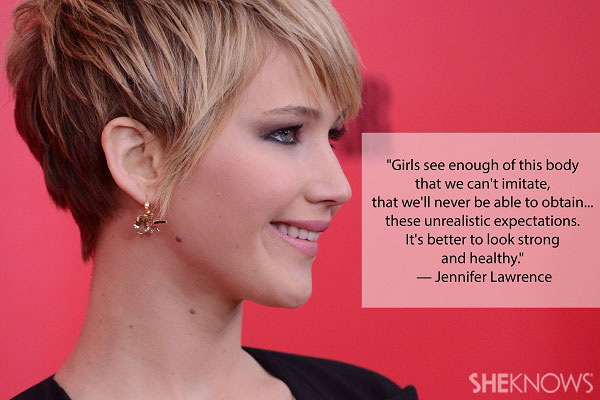 "Girls see enough of this body
that we can't imitate,
that we'll never be able to obtain...
these unrealistic expectations.
It's better to look strong
and healthy."
— Jennifer Lawrence
SHEKNOWS